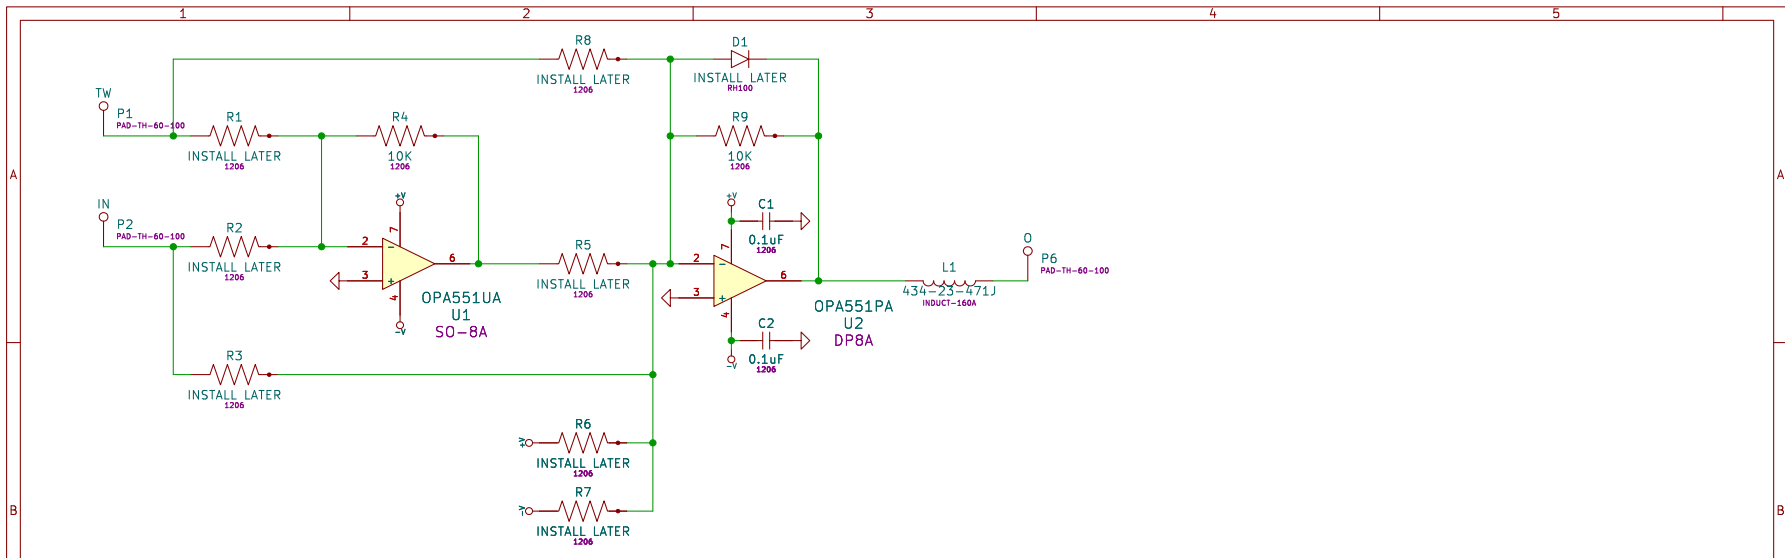 1 2 3 4 5
A A
B B
TW
P1
PAD-TH-60-100
R1
INSTALL LATER
1206
R4
10K
1206
R8
INSTALL LATER
1206
D1
INSTALL LATER
RH100
R9
10K
1206
IN
P2
PAD-TH-60-100
R2
INSTALL LATER
1206
+V
7
2
-
3
+
4
6
-V
OPA551UA
U1
SO-8A
R5
INSTALL LATER
1206
+V
C1
0.1uF
1206
7
2
-
3
+
4
6
OPA551PA
U2
DP8A
C2
0.1uF
1206
-V
L1
434-23-471J
INDUCT-160A
O
P6
PAD-TH-60-100
R3
INSTALL LATER
1206
+V
R6
INSTALL LATER
1206
-V
R7
INSTALL LATER
1206